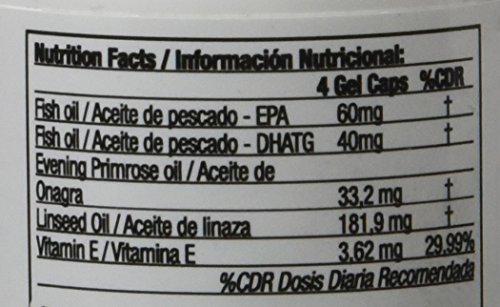 Nutrition Facts / Información Nutricional:
4 Gel Caps %CDR
Fish oil / Aceite de pescado - EPA 60mg †
Fish oil / Aceite de pescado - DHATG 40mg †
Evening Primrose oil / Aceite de
Onagra 33,2 mg †
Linseed Oil / Aceite de linaza 181,9 mg †
Vitamin E / Vitamina E 3,62 mg 29.99%
%CDR Dosis Diaria Recomendada